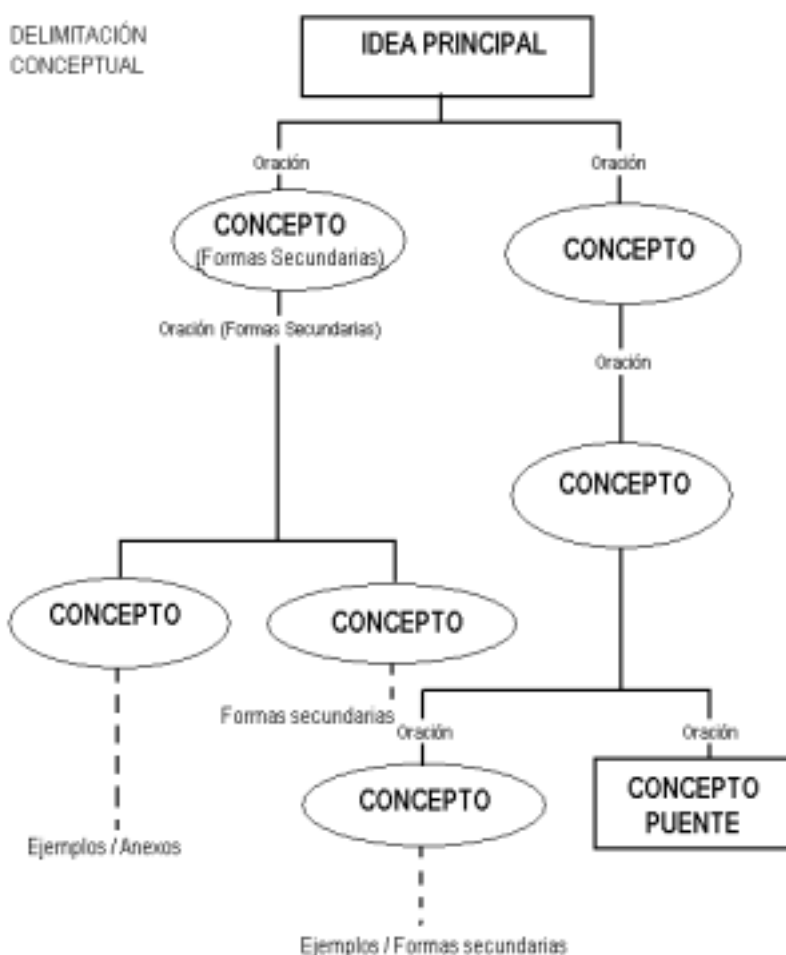 DELIMITACIÓN
CONCEPTUAL
IDEA PRINCIPAL
Oración
Oración
CONCEPTO
(Formas Secundarias)
CONCEPTO
Oración (Formas Secundarias)
Oración
CONCEPTO
CONCEPTO
CONCEPTO
Formas secundarias
Oración
Oración
CONCEPTO
CONCEPTO
PUENTE
Ejemplos / Anexos
Ejemplos / Formas secundarias